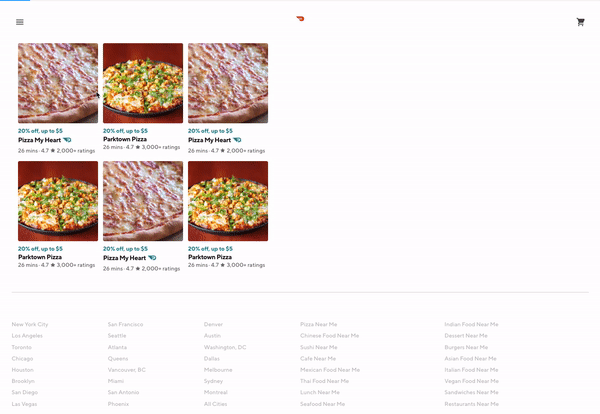 20% off, up to $5
Pizza My Heart
26 mins · 4.7 ★ 2,000+ ratings
20% off, up to $5
Parktown Pizza
26 mins · 4.7 ★ 3,000+ ratings
20% off, up to $5
Pizza My Heart
26 mins · 4.7 ★ 2,000+ ratings
20% off, up to $5
Parktown Pizza
26 mins · 4.7 ★ 3,000+ ratings
20% off, up to $5
Pizza My Heart
26 mins · 4.7 ★ 2,000+ ratings
20% off, up to $5
Parktown Pizza
26 mins · 4.7 ★ 3,000+ ratings
New York City
Los Angeles
Toronto
Chicago
Houston
Brooklyn
San Diego
Las Vegas
San Francisco
Seattle
Atlanta
Queens
Vancouver, BC
Miami
San Antonio
Phoenix
Denver
Austin
Washington, DC
Dallas
Melbourne
Sydney
Montreal
All Cities
Pizza Near Me
Chinese Food Near Me
Sushi Near Me
Cafe Near Me
Mexican Food Near Me
Thai Food Near Me
Lunch Near Me
Seafood Near Me
Indian Food Near Me
Dessert Near Me
Burgers Near Me
Asian Food Near Me
Italian Food Near Me
Vegan Food Near Me
Sandwiches Near Me
Restaurants Near Me